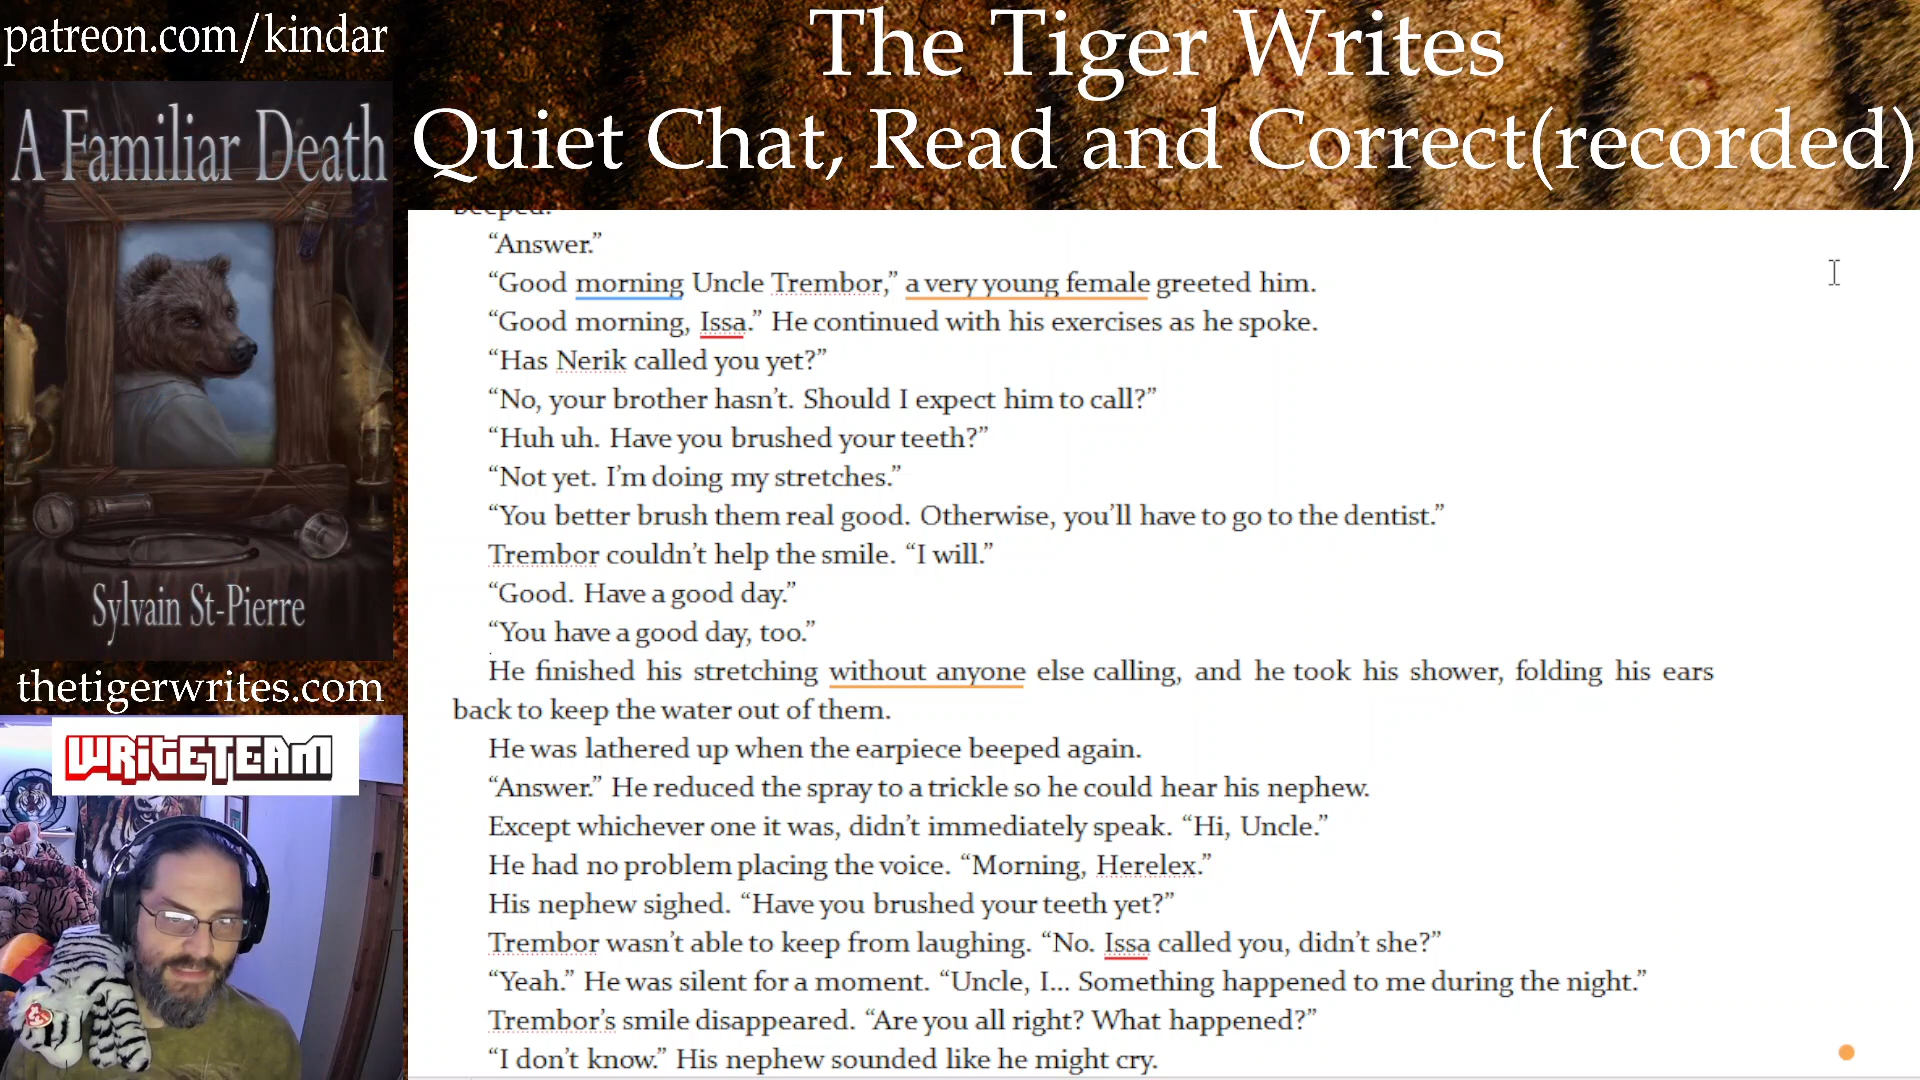 patreon.com/kindar
A Familiar Death
Sylvain St-Pierre
thetigerwrites.com
WRITETEAM
The Tiger Writes
Quiet Chat, Read and Correct(recorded)
beeped.
“Answer.”
“Good morning Uncle Trembor,” a very young female greeted him.
“Good morning, Issa.” He continued with his exercises as he spoke.
“Has Nerik called you yet?”
“No, your brother hasn’t. Should I expect him to call?”
“Huh uh. Have you brushed your teeth?”
“Not yet. I’m doing my stretches.”
“You better brush them real good. Otherwise, you’ll have to go to the dentist.”
Trembor couldn’t help the smile. “I will.”
“Good. Have a good day.”
“You have a good day, too.”
He finished his stretching without anyone else calling, and he took his shower, folding his ears
back to keep the water out of them.
He was lathered up when the earpiece beeped again.
“Answer.” He reduced the spray to a trickle so he could hear his nephew.
Except whichever one it was, didn’t immediately speak. “Hi, Uncle.”
He had no problem placing the voice. “Morning, Herelex.”
His nephew sighed. “Have you brushed your teeth yet?”
Trembor wasn’t able to keep from laughing. “No. Issa called you, didn’t she?”
“Yeah.” He was silent for a moment. “Uncle, I... Something happened to me during the night.”
Trembor’s smile disappeared. “Are you all right? What happened?”
“I don’t know.” His nephew sounded like he might cry.